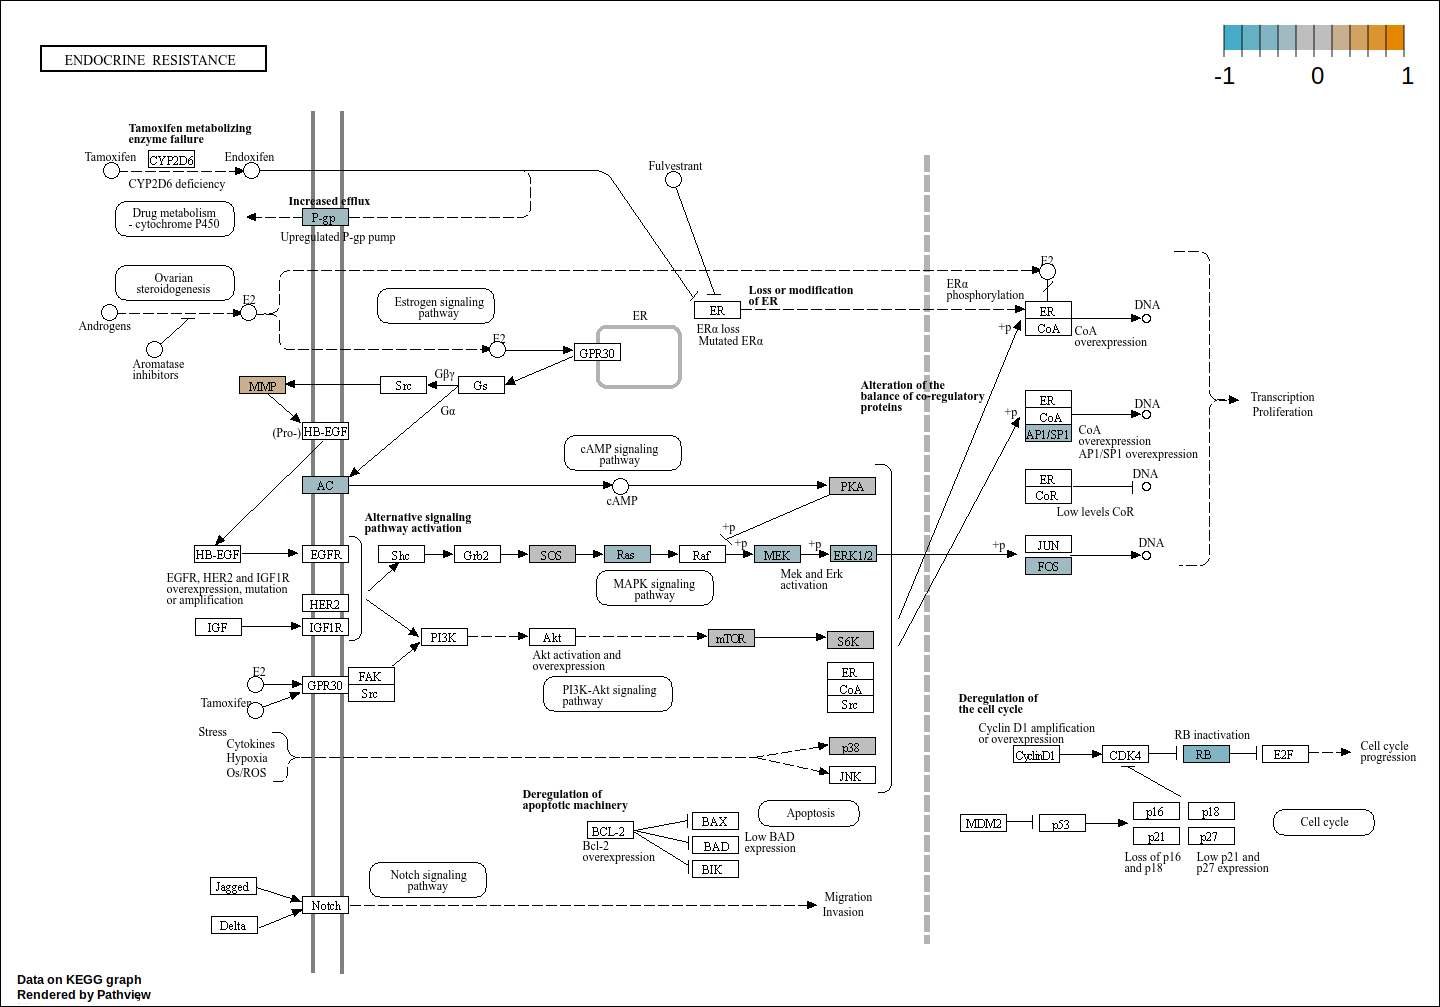 ENDOCRINE RESISTANCE
-1 0 1
Tamoxifen metabolizing
enzyme failure
Tamoxifen
CYP2D6
Endoxifen
CYP2D6 deficiency
Fulvestrant
Increased efflux
Drug metabolism
- cytochrome P450
P-gp
Upregulated P-gp pump
Ovarian
steroidogenesis
E2
Androgens
Aromatase
inhibitors
Estrogen signaling
pathway
E2
GPR30
ER
ER
ERα loss
Mutated ERα
Loss or modification
of ER
E2
ERα
phosphorylation
ER
CoA
+p
DNA
CoA
overexpression
MMP
Src
Gβγ
Gs
Gα
(Pro-)
HB-EGF
Alteration of the
balance of co-regulatory
proteins
+p
ER
CoA
AP1/SP1
DNA
CoA
overexpression
AP1/SP1 overexpression
ER
CoR
DNA
Low levels CoR
Transcription
Proliferation
cAMP signaling
pathway
AC
cAMP
PKA
Alternative signaling
pathway activation
+p
HB-EGF
EGFR
Shc
Grb2
SOS
Ras
Raf
+p
MEK
+p
ERK1/2
+p
JUN
FOS
DNA
EGFR, HER2 and IGF1R
overexpression, mutation
or amplification
MAPK signaling
pathway
Mek and Erk
activation
HER2
IGF
IGF1R
PI3K
Akt
mTOR
S6K
Akt activation and
overexpression
E2
Tamoxifen
GPR30
FAK
Src
PI3K-Akt signaling
pathway
ER
CoA
Src
Stress
Cytokines
Hypoxia
Os/ROS
p38
JNK
Deregulation of
the cell cycle
Cyclin D1 amplification
or overexpression
RB inactivation
CyclinD1
CDK4
RB
E2F
Cell cycle
progression
MDM2
p53
p16
p18
p21
p27
Loss of p16
and p18
Low p21 and
p27 expression
Cell cycle
Deregulation of
apoptotic machinery
BCL-2
Bcl-2
overexpression
BAX
BAD
BIK
Low BAD
expression
Apoptosis
Jagged
Delta
Notch
Notch signaling
pathway
Migration
Invasion
Data on KEGG graph
Rendered by Pathview